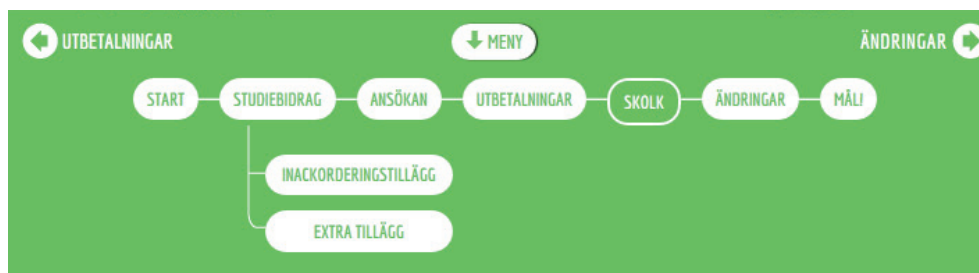 UTBETALNINGAR
MENY
ÄNDRINGAR
START
STUDIEBIDRAG
ANSÖKAN
UTBETALNINGAR
SKOLK
ÄNDRINGAR
MÅL!
INACKORDERINGSTILLÄGG
EXTRA TILLÄGG